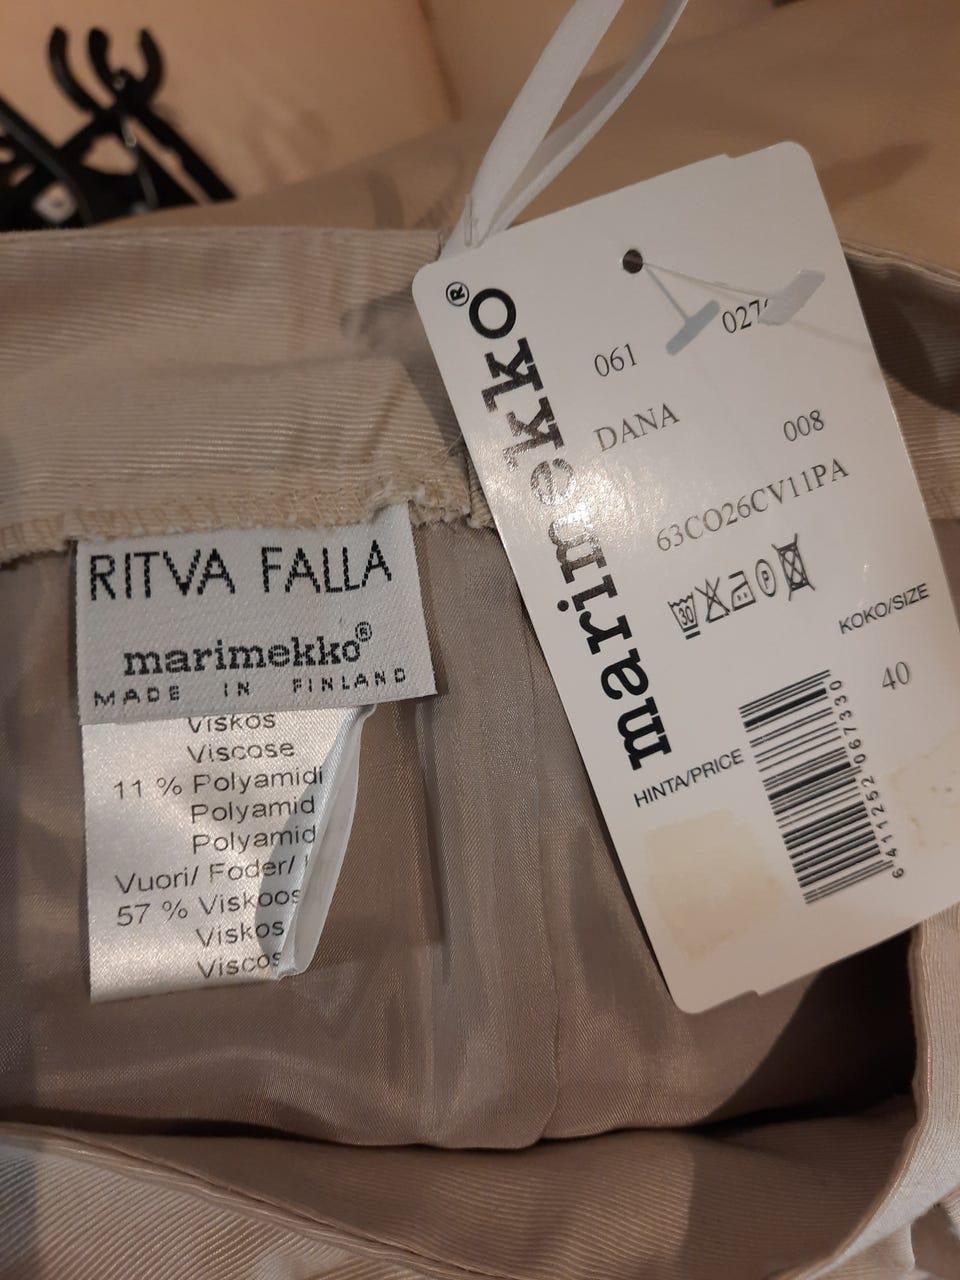 RITVA FALLA
marimekko®
MADE IN FINLAND
Viskos
Viscose
11 % Polyamidi
Polyamid
Polyamid
Vuori/ Foder/
57 % Viskoos
Viskos
Viscos
marimekko®
061
DANA 008
63CO26CV11PA
30 P
KOKO/SIZE
40
HINTA/PRICE
6411252067330